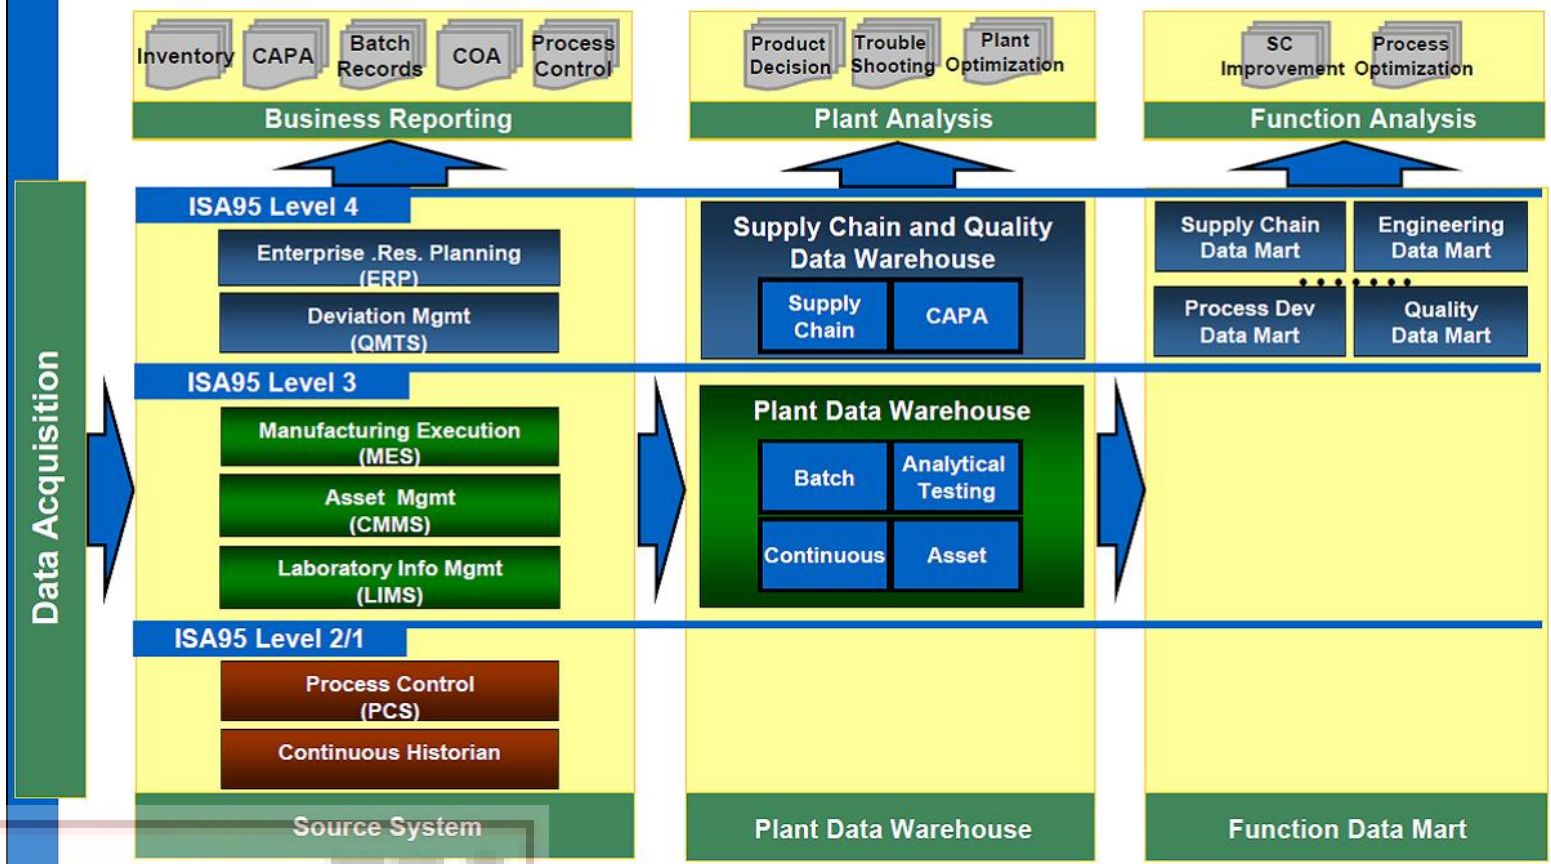 Inventory
CAPA
Batch
Records
COA
Process
Control
Business Reporting
Product
Decision
Trouble
Shooting
Plant
Optimization
Plant Analysis
SC
Improvement
Process
Optimization
Function Analysis
Data Acquisition
ISA95 Level 4
Enterprise .Res. Planning
(ERP)
Deviation Mgmt
(QMTS)
Supply Chain and Quality
Data Warehouse
Supply
Chain
CAPA
Supply Chain
Data Mart
Engineering
Data Mart
Process Dev
Data Mart
Quality
Data Mart
ISA95 Level 3
Manufacturing Execution
(MES)
Asset Mgmt
(CMMS)
Laboratory Info Mgmt
(LIMS)
Plant Data Warehouse
Batch
Analytical
Testing
Continuous
Asset
ISA95 Level 2/1
Process Control
(PCS)
Continuous Historian
Source System
Plant Data Warehouse
Function Data Mart